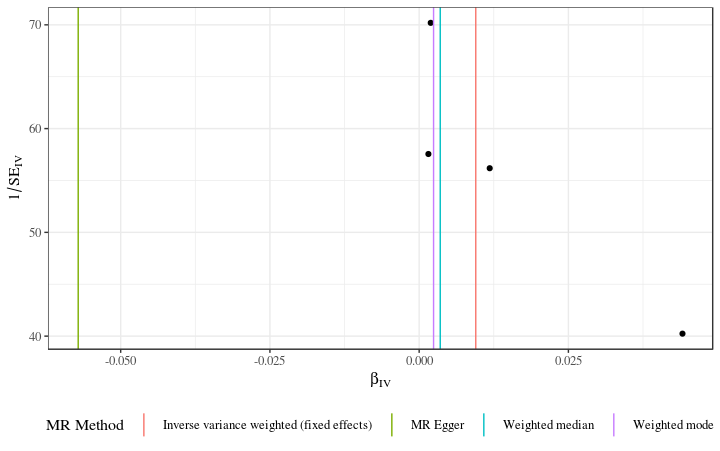 70
60
50
40
1/SE_IV
-0.050
-0.025
0.000
0.025
β_IV
MR Method
Inverse variance weighted (fixed effects)
MR Egger
Weighted median
Weighted mode